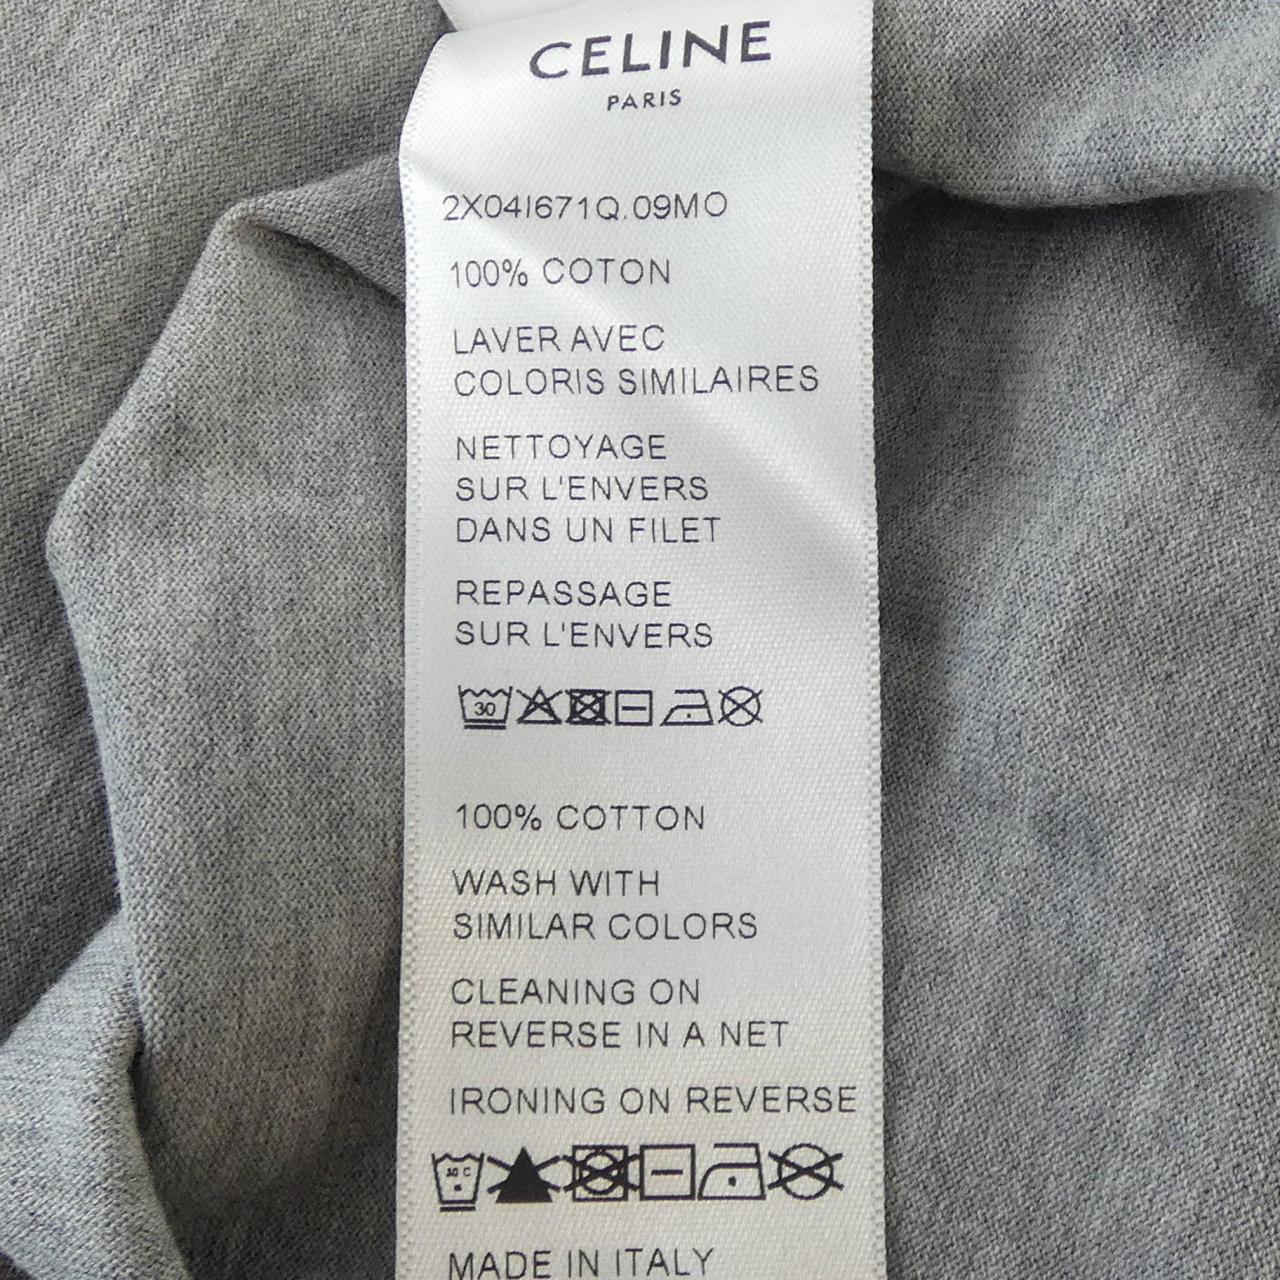 CELINE
PARIS
2X04I671Q.09MO
100% COTON
LAVER AVEC
COLORIS SIMILAIRES
NETTOYAGE
SUR L'ENVERS
DANS UN FILET
REPASSAGE
SUR L'ENVERS
30
100% COTTON
WASH WITH
SIMILAR COLORS
CLEANING ON
REVERSE IN A NET
IRONING ON REVERSE
MADE IN ITALY